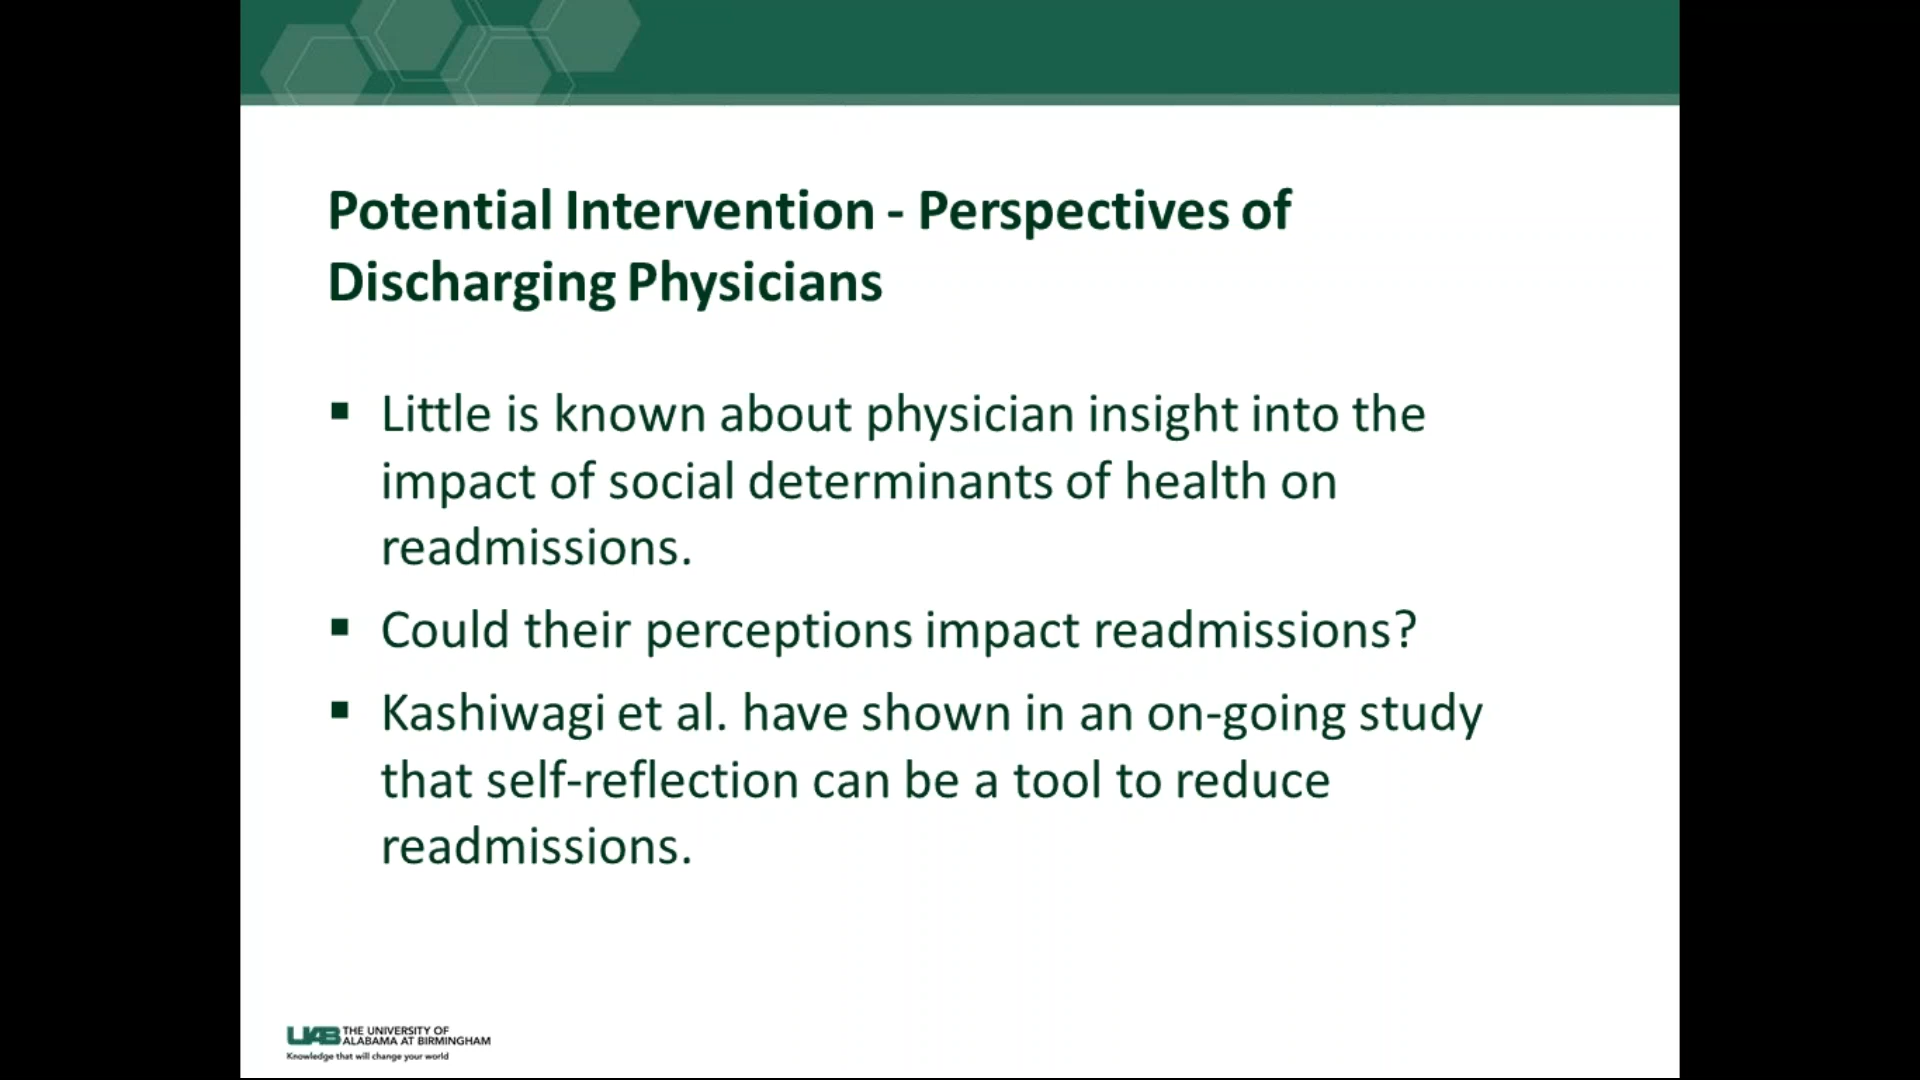 Potential Intervention - Perspectives of
Discharging Physicians
▪ Little is known about physician insight into the
impact of social determinants of health on
readmissions.
▪ Could their perceptions impact readmissions?
▪ Kashiwagi et al. have shown in an on-going study
that self-reflection can be a tool to reduce
readmissions.
UAB THE UNIVERSITY OF
ALABAMA AT BIRMINGHAM
Knowledge that will change your world